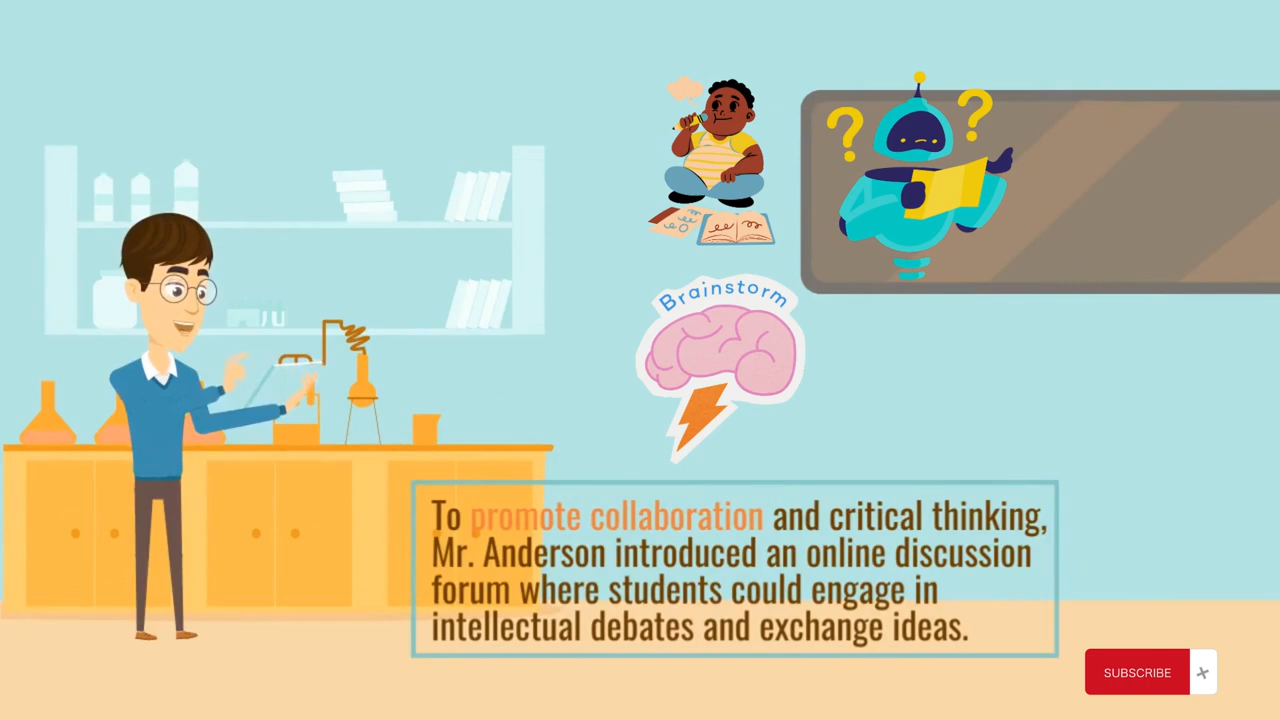 Brainstorm
To promote collaboration and critical thinking,
Mr. Anderson introduced an online discussion
forum where students could engage in
intellectual debates and exchange ideas.
SUBSCRIBE